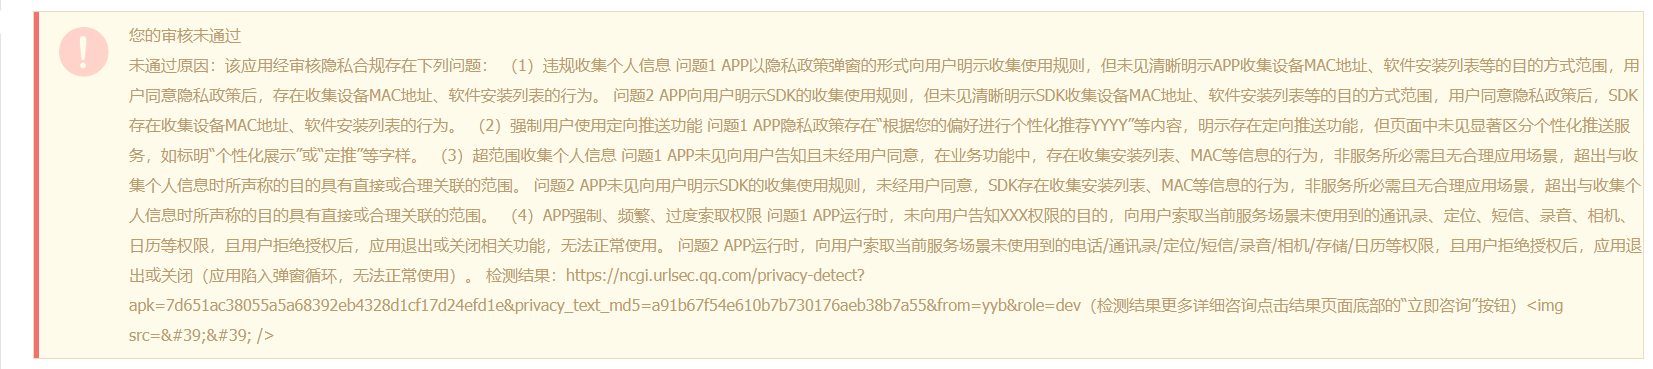 您的审核未通过
未通过原因：该应用经审核隐私合规存在下列问题： （1）违规收集个人信息 问题1 APP以隐私政策弹窗的形式向用户明示收集使用规则，但未见清晰明示APP收集设备MAC地址、软件安装列表等的目的方式范围，用
户同意隐私政策后，存在收集设备MAC地址、软件安装列表的行为。 问题2 APP向用户明示SDK的收集使用规则，但未见清晰明示SDK收集设备MAC地址、软件安装列表等的目的方式范围，用户同意隐私政策后，SDK
存在收集设备MAC地址、软件安装列表的行为。 （2）强制用户使用定向推送功能 问题1 APP隐私政策存在“根据您的偏好进行个性化推荐YYYY”等内容，明示存在定向推送功能，但页面中未见显著区分个性化推送服
务，如标明“个性化展示”或“定推”等字样。 （3）超范围收集个人信息 问题1 APP未见向用户告知且未经用户同意，在业务功能中，存在收集安装列表、MAC等信息的行为，非服务所必需且无合理应用场景，超出与收
集个人信息时所声称的目的具有直接或合理关联的范围。 问题2 APP未见向用户明示SDK的收集使用规则，未经用户同意，SDK存在收集安装列表、MAC等信息的行为，非服务所必需且无合理应用场景，超出与收集个
人信息时所声称的目的具有直接或合理关联的范围。 （4）APP强制、频繁、过度索取权限 问题1 APP运行时，未向用户告知XXX权限的目的，向用户索取当前服务场景未使用到的通讯录、定位、短信、录音、相机、
日历等权限，且用户拒绝授权后，应用退出或关闭相关功能，无法正常使用。 问题2 APP运行时，向用户索取当前服务场景未使用到的电话/通讯录/定位/短信/录音/相机/存储/日历等权限，且用户拒绝授权后，应用退
出或关闭（应用陷入弹窗循环，无法正常使用）。 检测结果：https://ncgi.urlsec.qq.com/privacy-detect?
apk=7d651ac38055a5a68392eb4328d1cf17d24efd1e&privacy_text_md5=a91b67f54e610b7b730176aeb38b7a55&from=yyb&role=dev（检测结果更多详细咨询点击结果页面底部的“立即咨询”按钮）<img
src=&#39;&#39; />